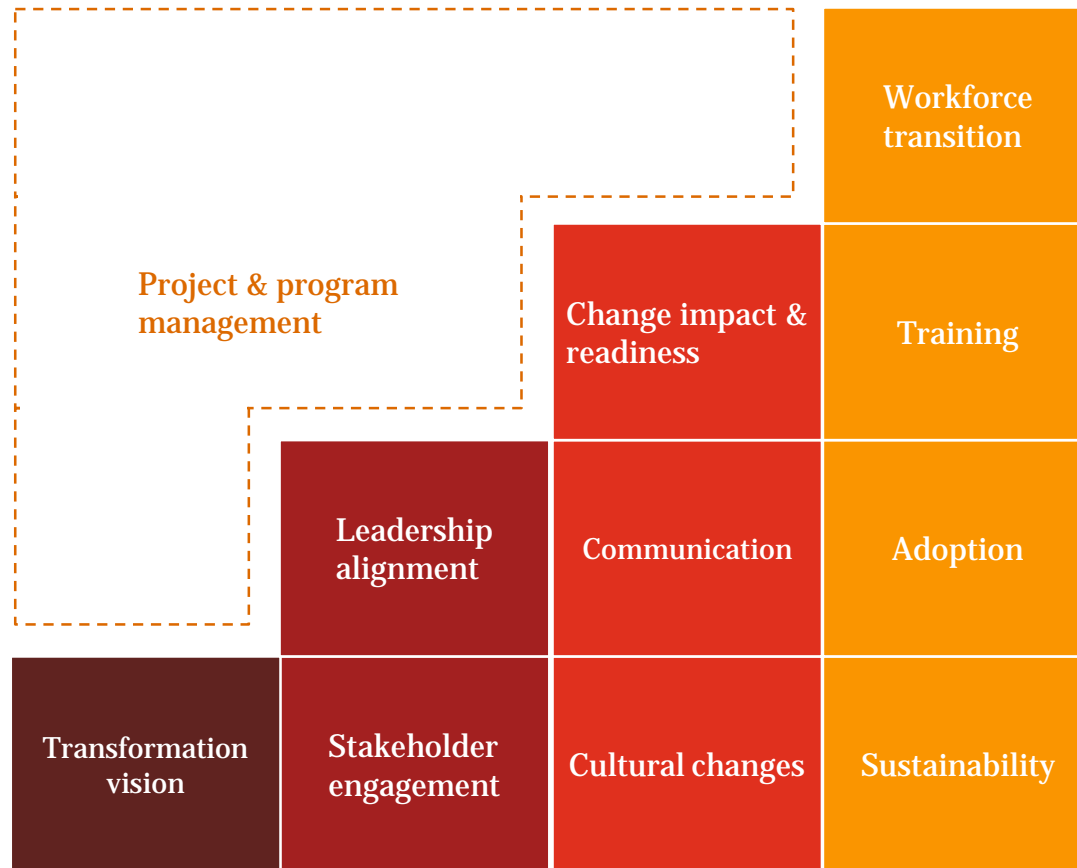 Workforce
transition
Project & program
management
Change impact &
readiness
Training
Leadership
alignment
Communication
Adoption
Transformation
vision
Stakeholder
engagement
Cultural changes
Sustainability